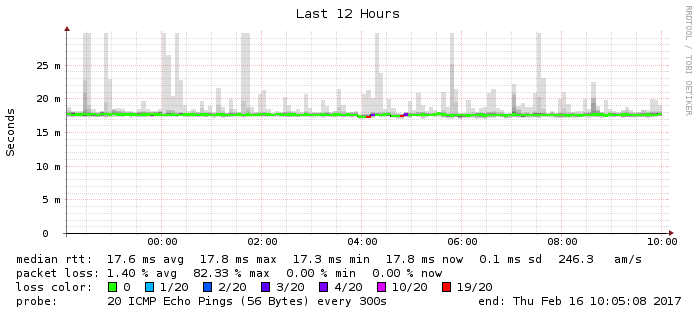 Last 12 Hours
RRDTOOL / TOBI OETIKER
Seconds
25 m
20 m
15 m
10 m
5 m
0
00:00 02:00 04:00 06:00 08:00 10:00
median rtt: 17.6 ms avg 17.8 ms max 17.3 ms min 17.8 ms now 0.1 ms sd 246.3 am/s
packet loss: 1.40 % avg 82.33 % max 0.00 % min 0.00 % now
loss color: 0 1/20 2/20 3/20 4/20 10/20 19/20
probe: 20 ICMP Echo Pings (56 Bytes) every 300s end: Thu Feb 16 10:05:08 2017